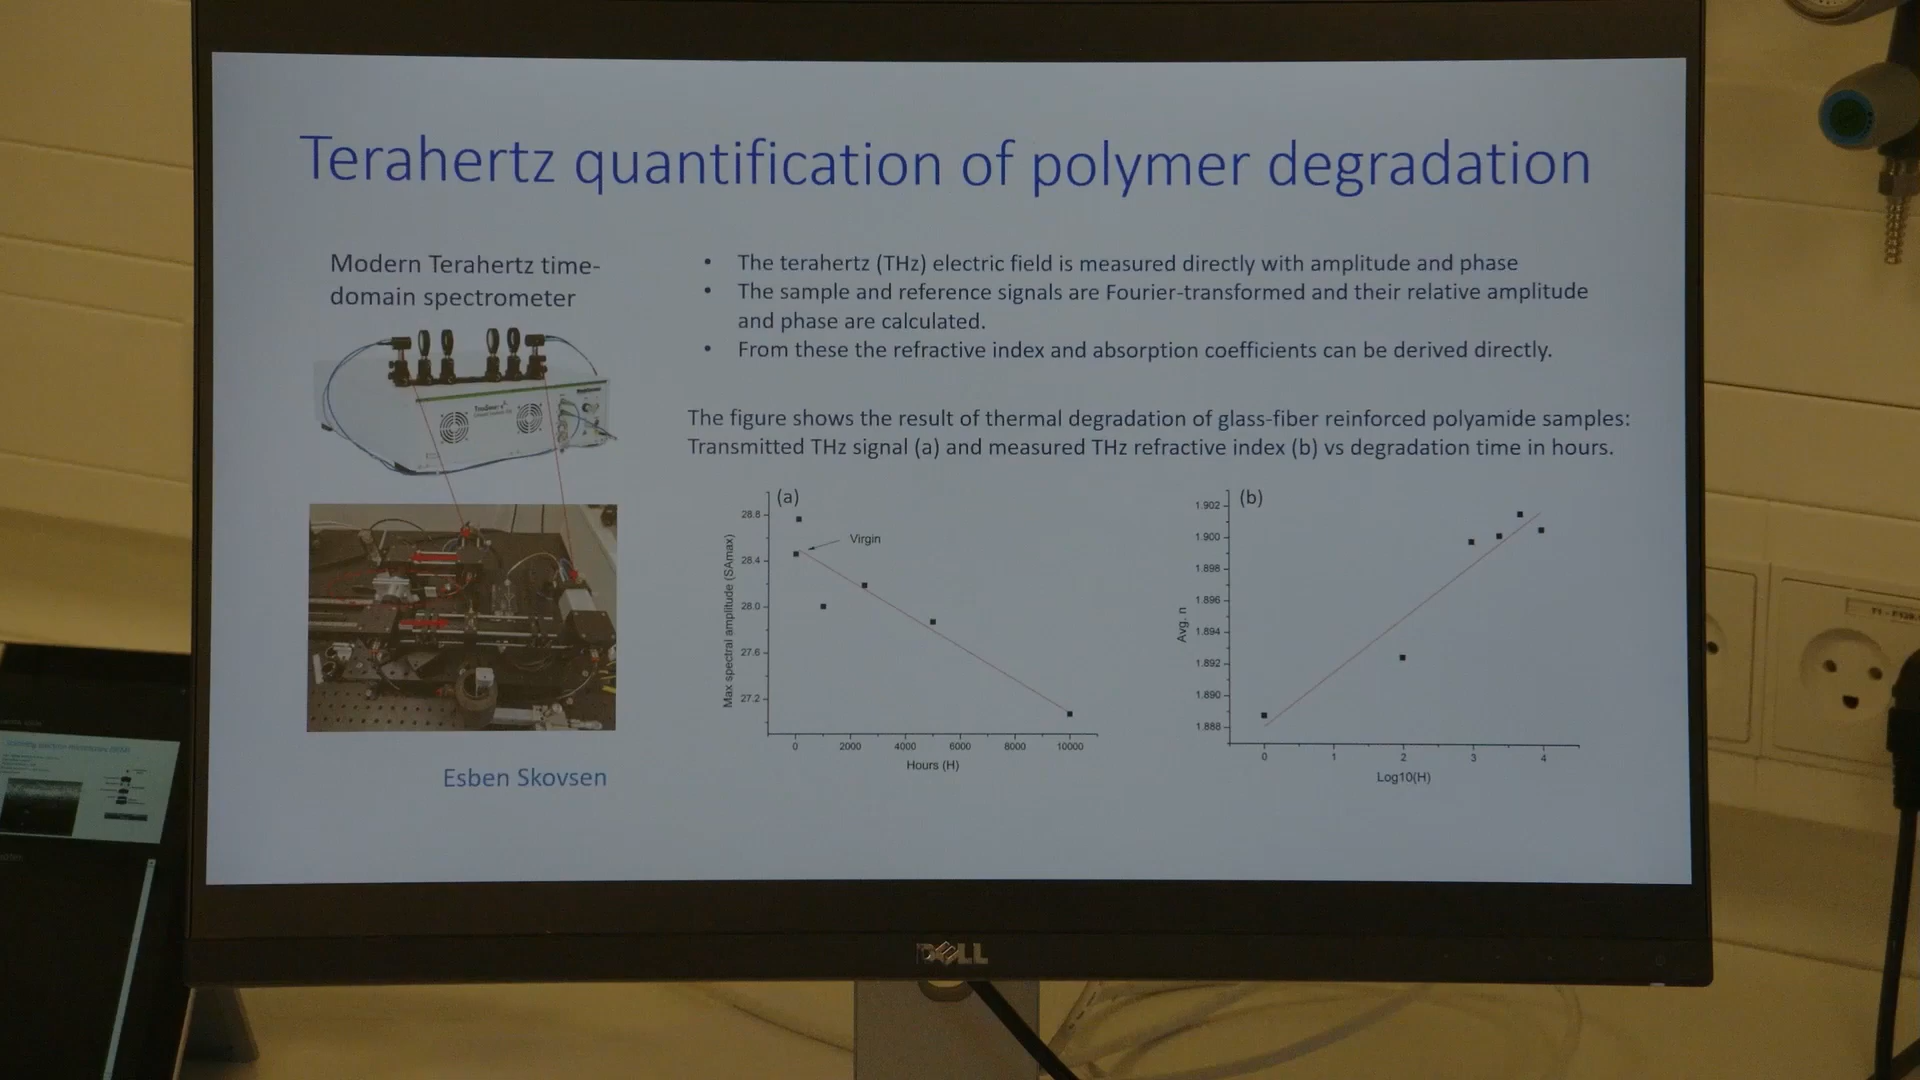 Terahertz quantification of polymer degradation
Modern Terahertz time-
domain spectrometer
• The terahertz (THz) electric field is measured directly with amplitude and phase
• The sample and reference signals are Fourier-transformed and their relative amplitude
and phase are calculated.
• From these the refractive index and absorption coefficients can be derived directly.
The figure shows the result of thermal degradation of glass-fiber reinforced polyamide samples:
Transmitted THz signal (a) and measured THz refractive index (b) vs degradation time in hours.
(a)
Virgin
Max spectral amplitude (SAmax)
28.8
28.4
28.0
27.6
27.2
0 2000 4000 6000 8000 10000
Hours (H)
(b)
Avg. n
1.902
1.900
1.898
1.896
1.894
1.892
1.890
1.888
0 1 2 3 4
Log10(H)
Esben Skovsen
DELL